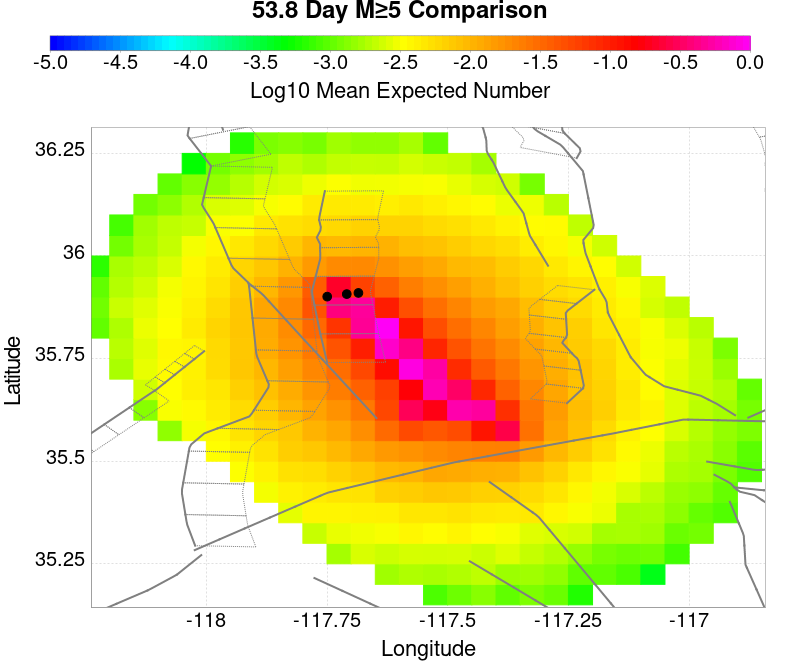 53.8 Day M≥5 Comparison
-5.0 -4.5 -4.0 -3.5 -3.0 -2.5 -2.0 -1.5 -1.0 -0.5 0.0
Log10 Mean Expected Number
36.25
36
35.75
35.5
35.25
Latitude
-118 -117.75 -117.5 -117.25 -117
Longitude